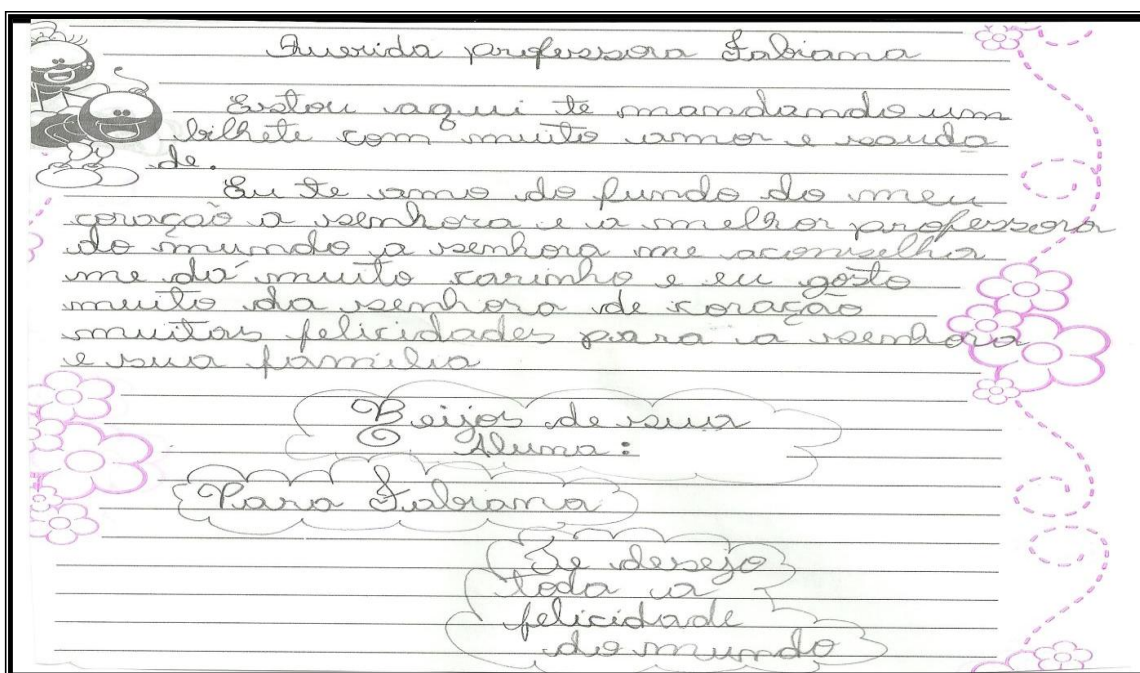 Querida professora Fabiana
Estou aqui te mandando um
bilhete com muito amor e sauda
de.
Eu te amo do fundo do meu
coração a senhora e a melhor professora
do mundo a senhora me aconselha
me dá muito carinho e eu gosto
muito da senhora de coração
muitas felicidades para a senhora
e sua família
Beijos de sua
Aluna:
Para Fabiana
Te desejo
toda a
felicidade
do mundo